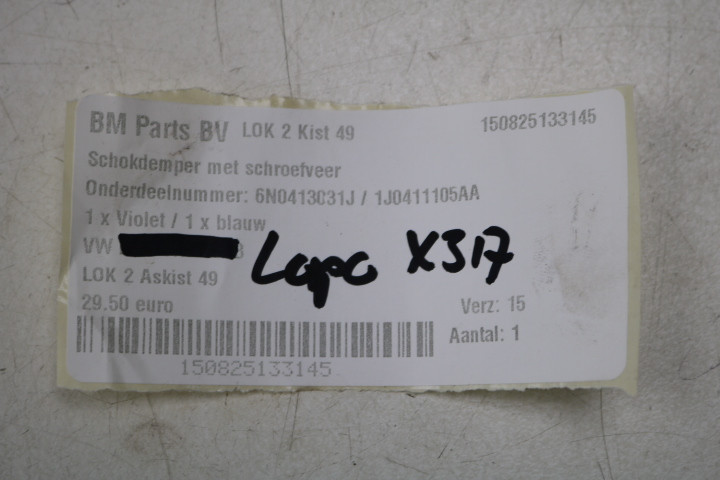 BM Parts BV LOK 2 Kist 49 150825133145
Schokdemper met schroefveer
Onderdeelnummer: 6N0413031J / 1J0411105AA
1 x Violet / 1 x blauw
VW
Lopo X317
LOK 2 Askist 49
29.50 euro Verz: 15
Aantal: 1
150825133145